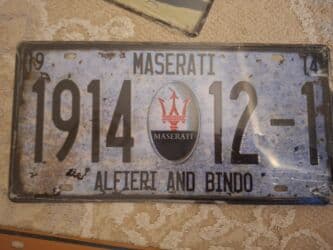 19 MASERATI 14
1914 MASERATI 12-1
ALFIERI AND BINDO